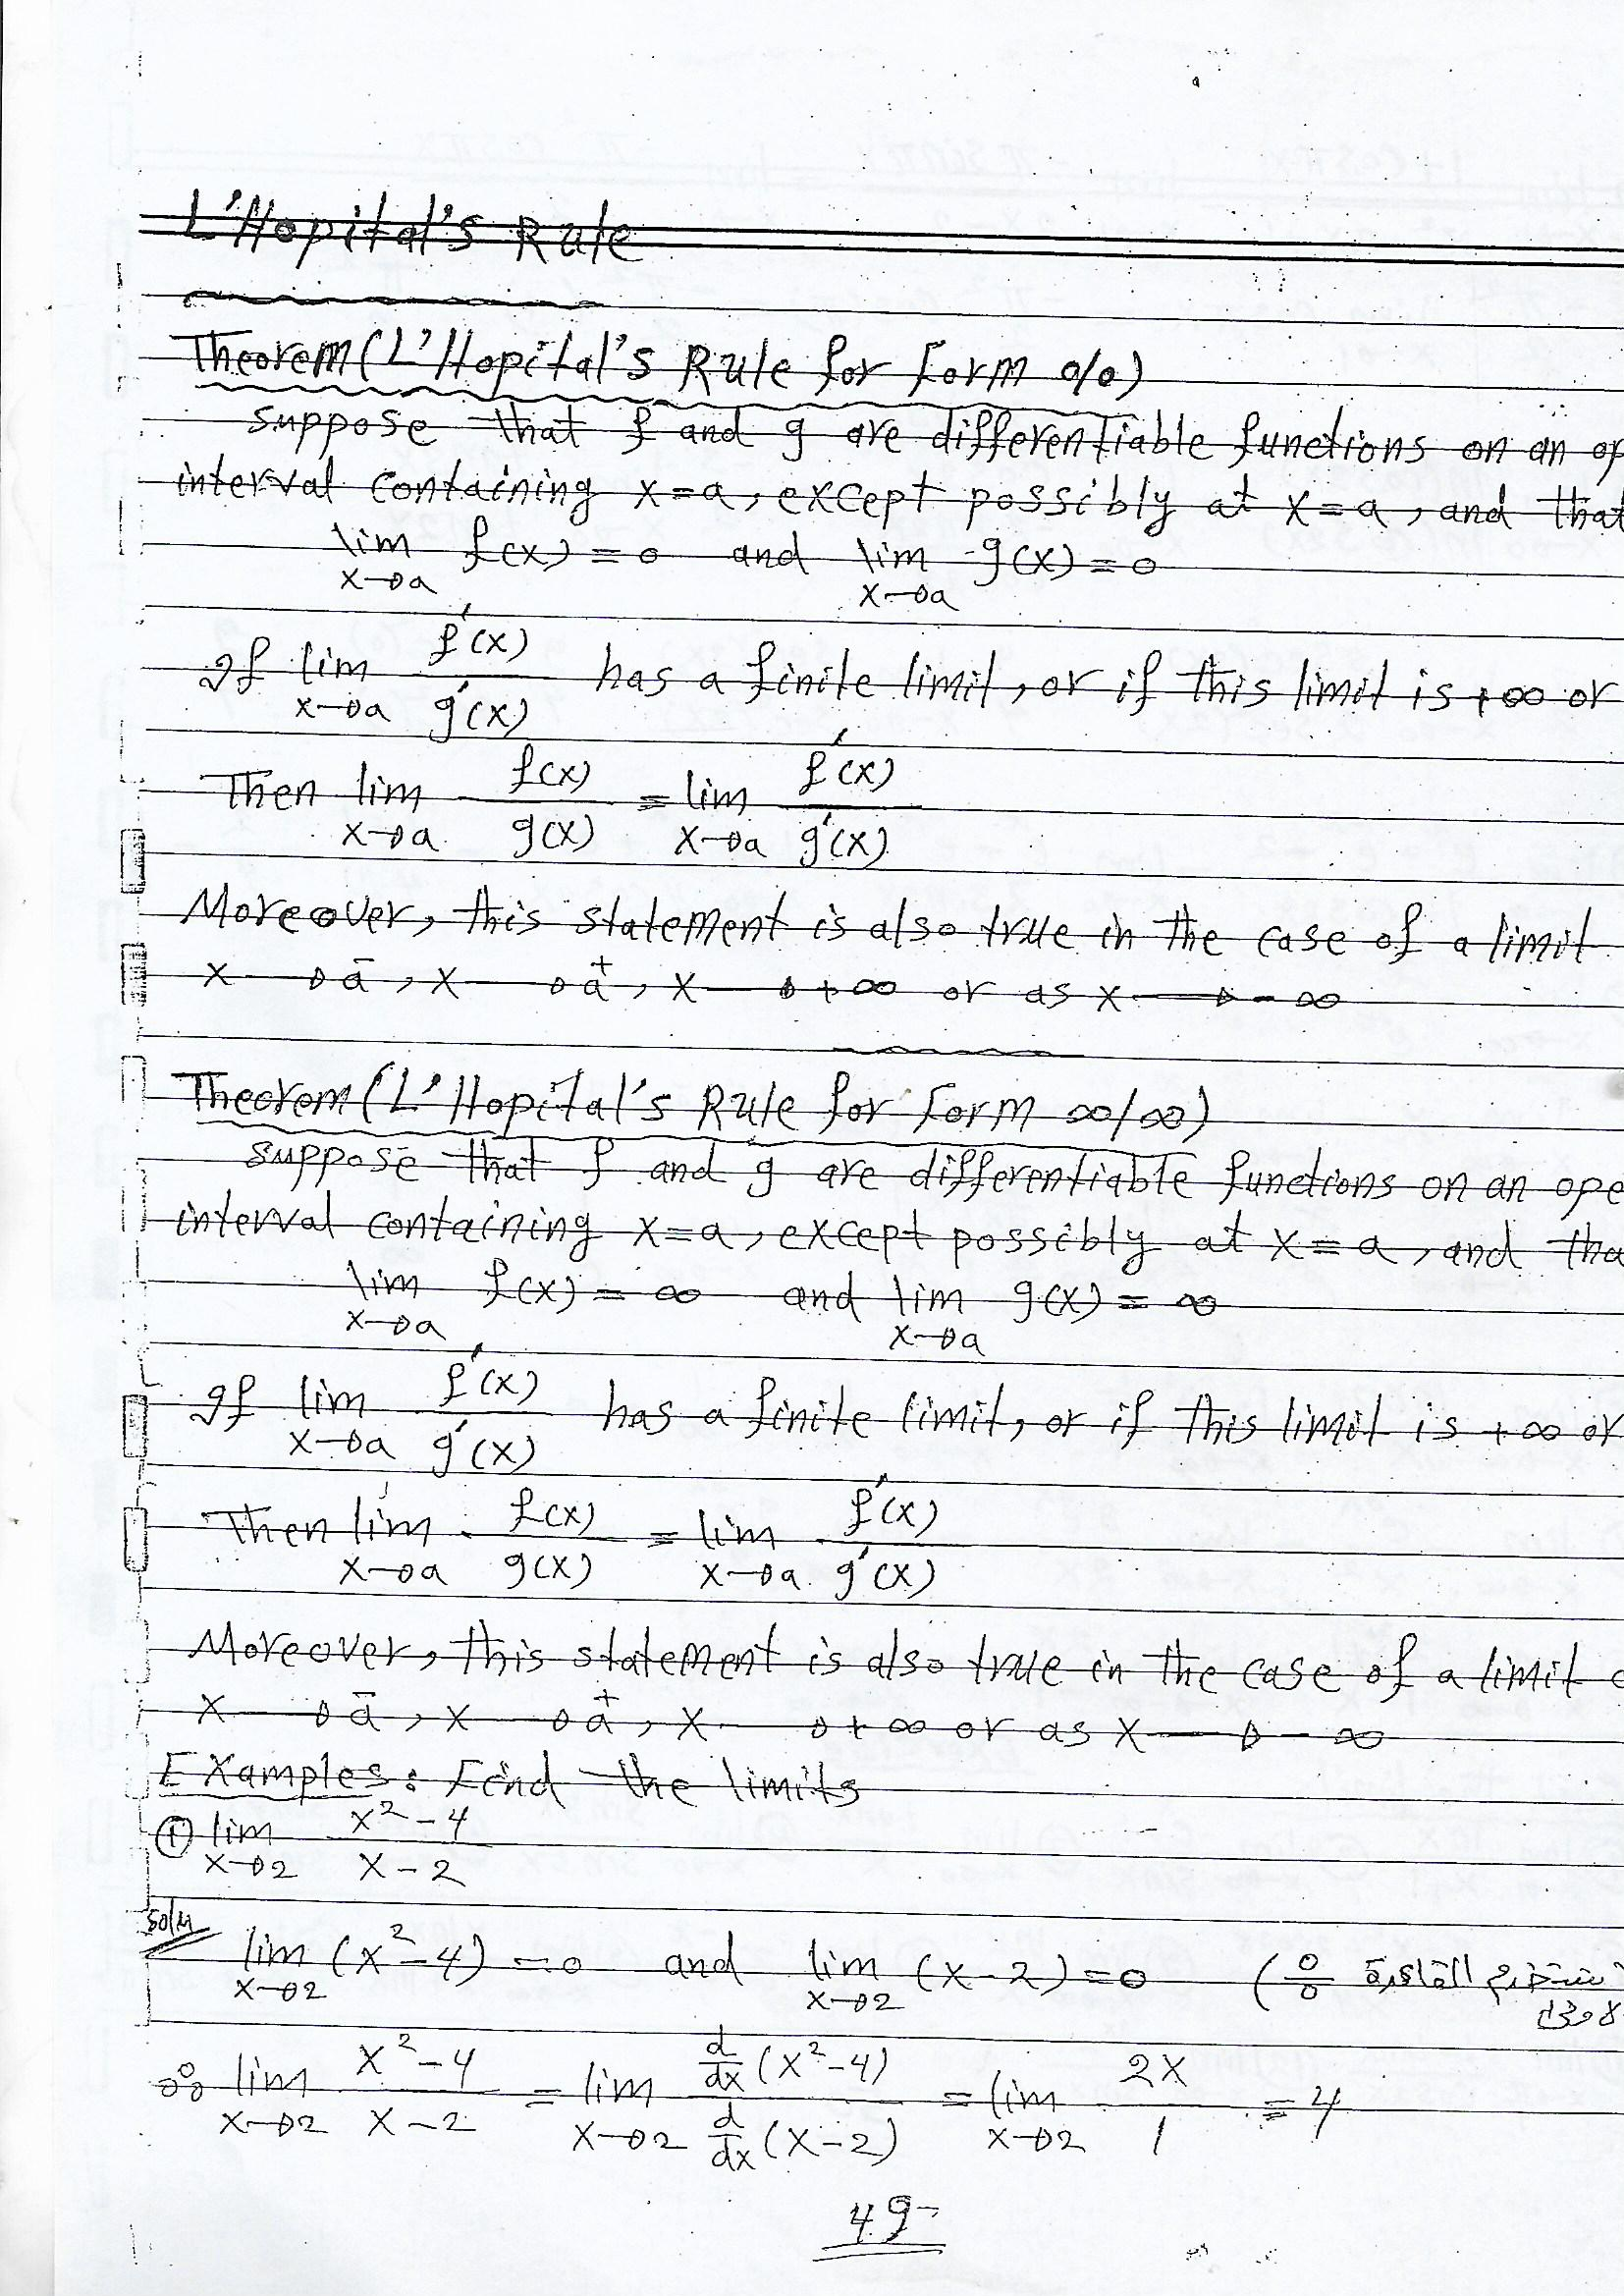 L'Hopital's Rule
Theorem (L'Hopital's Rule for Form 0/0)
suppose that f and g are differentiable functions on an op
interval containing x=a, except possibly at x=a, and that
lim x→a f(x)=0 and lim x→a g(x)=0
If lim x→a f'(x)/g'(x) has a finite limit, or if this limit is +∞ or
Then lim x→a f(x)/g(x) = lim x→a f'(x)/g'(x)
Moreover, this statement is also true in the case of a limit
x→a⁻, x→a⁺, x→+∞ or as x→-∞
Theorem (L'Hopital's Rule for Form ∞/∞)
suppose that f and g are differentiable functions on an ope
interval containing x=a, except possibly at x=a, and tha
lim x→a f(x)=∞ and lim x→a g(x)=∞
If lim x→a f'(x)/g'(x) has a finite limit, or if this limit is +∞ or
Then lim x→a f(x)/g(x) = lim x→a f'(x)/g'(x)
Moreover, this statement is also true in the case of a limit
x→a⁻, x→a⁺, x→+∞ or as x→-∞
Examples: Find the limits
① lim x→2 (x²-4)/(x-2)
Soln
lim x→2 (x²-4)=0 and lim x→2 (x-2)=0 (0/0 القاعدة
∴ lim x→2 (x²-4)/(x-2) = lim x→2 d/dx(x²-4) / d/dx(x-2) = lim x→2 2x/1 = 4
49